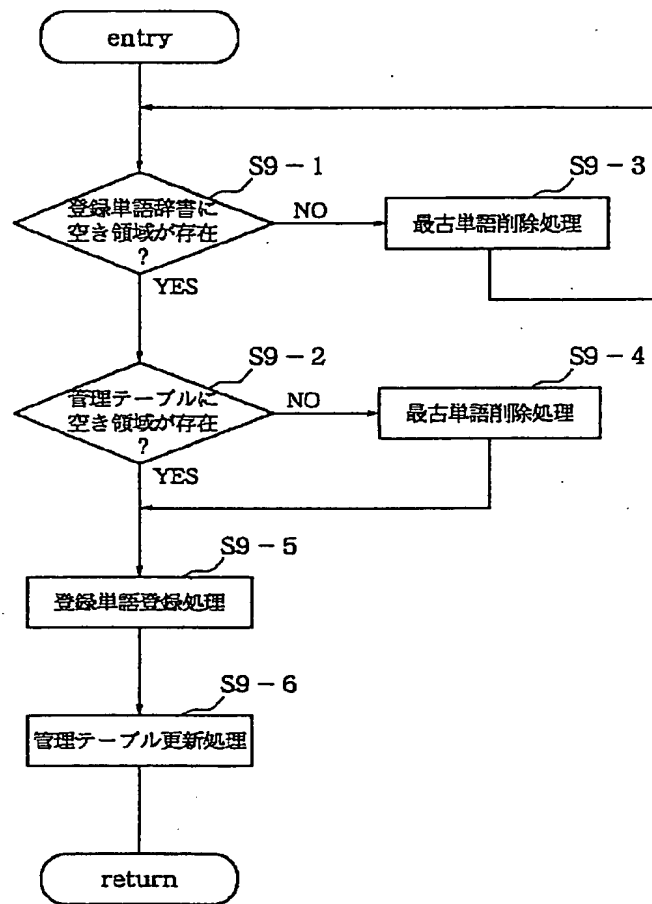 entry
S9-1
登録単語辞書に
空き領域が存在
?
NO
YES
S9-3
最古単語削除処理
S9-2
管理テーブルに
空き領域が存在
?
NO
YES
S9-4
最古単語削除処理
S9-5
登録単語登録処理
S9-6
管理テーブル更新処理
return